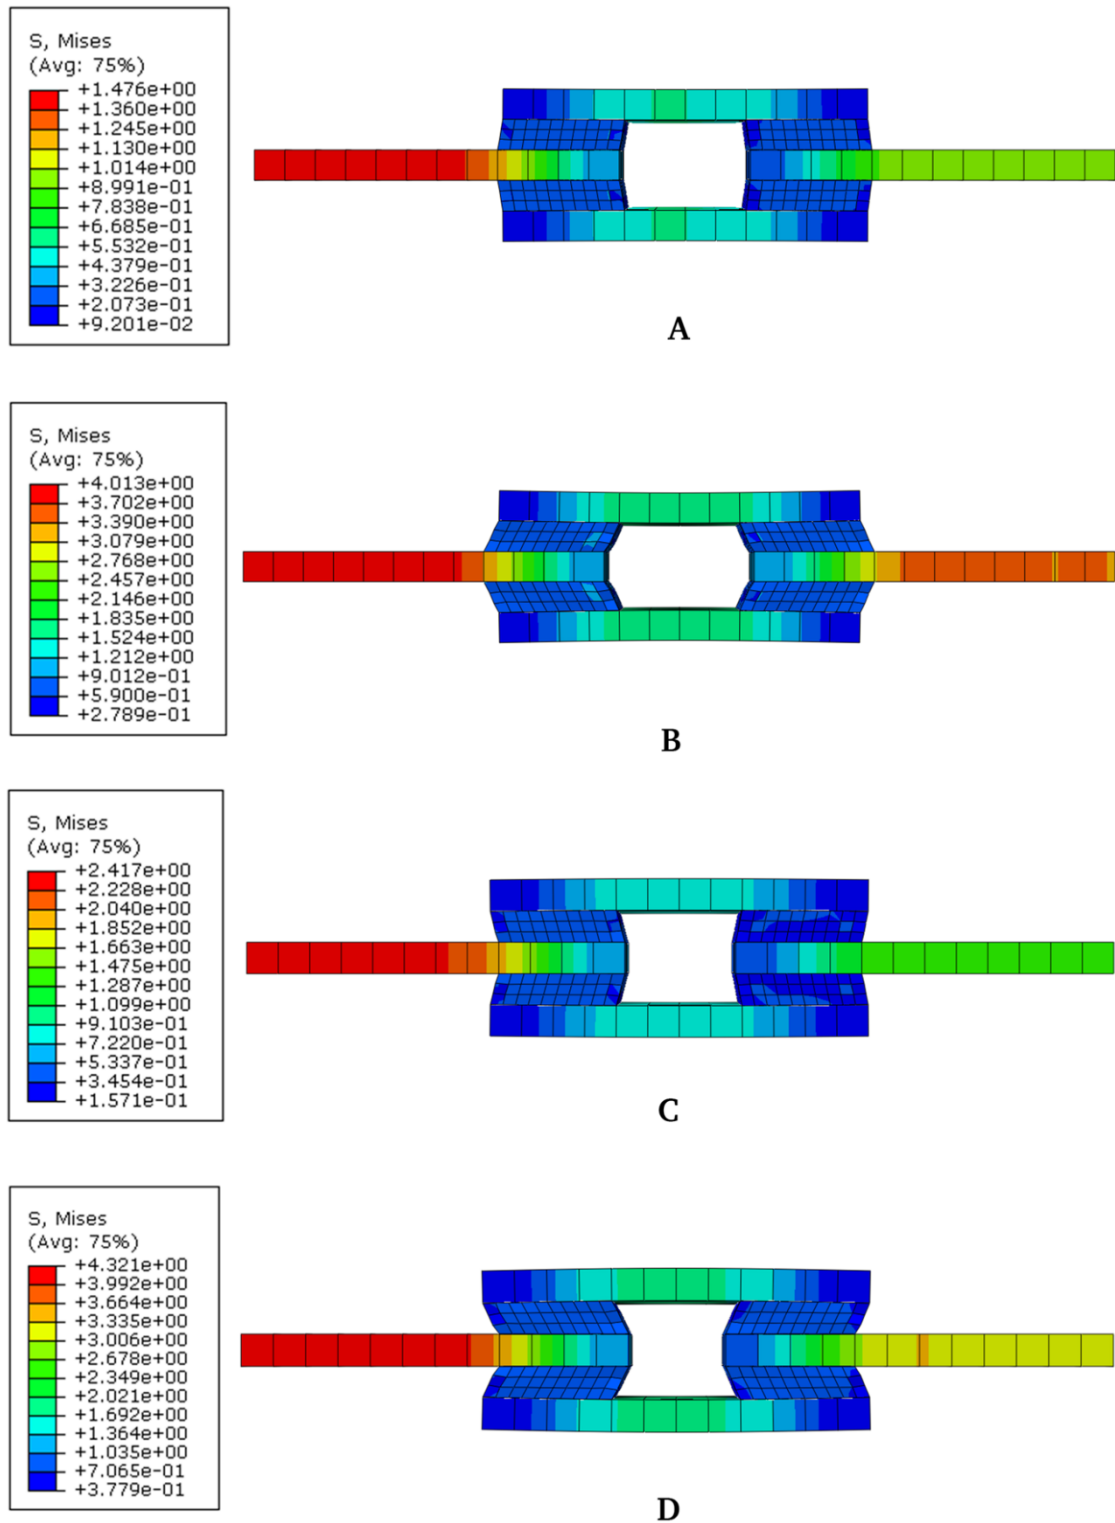 S, Mises
(Avg: 75%)
+1.476e+00
+1.360e+00
+1.245e+00
+1.130e+00
+1.014e+00
+8.991e-01
+7.838e-01
+6.685e-01
+5.532e-01
+4.379e-01
+3.226e-01
+2.073e-01
+9.201e-02
A
S, Mises
(Avg: 75%)
+4.013e+00
+3.702e+00
+3.390e+00
+3.079e+00
+2.768e+00
+2.457e+00
+2.146e+00
+1.835e+00
+1.524e+00
+1.212e+00
+9.012e-01
+5.900e-01
+2.789e-01
B
S, Mises
(Avg: 75%)
+2.417e+00
+2.228e+00
+2.040e+00
+1.852e+00
+1.663e+00
+1.475e+00
+1.287e+00
+1.099e+00
+9.103e-01
+7.220e-01
+5.337e-01
+3.454e-01
+1.571e-01
C
S, Mises
(Avg: 75%)
+4.321e+00
+3.992e+00
+3.664e+00
+3.335e+00
+3.006e+00
+2.678e+00
+2.349e+00
+2.021e+00
+1.692e+00
+1.364e+00
+1.035e+00
+7.065e-01
+3.779e-01
D